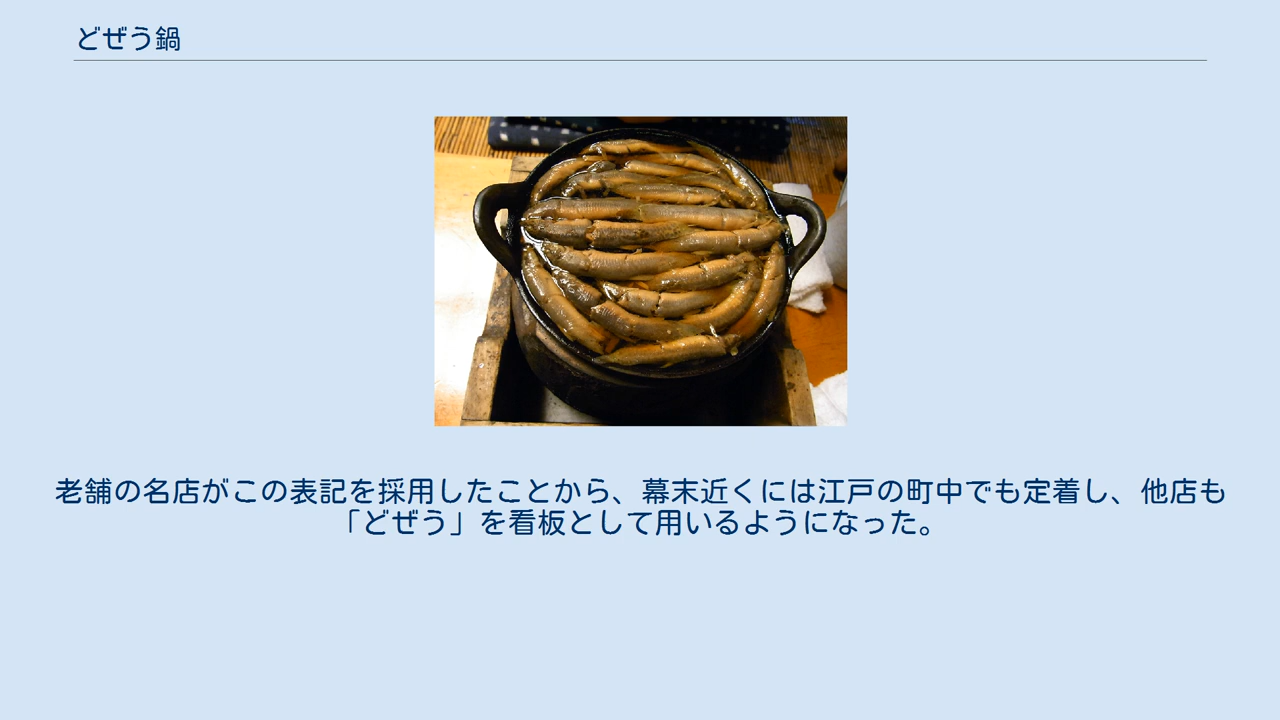 どぜう鍋
老舗の名店がこの表記を採用したことから、幕末近くには江戸の町中でも定着し、他店も
「どぜう」を看板として用いるようになった。